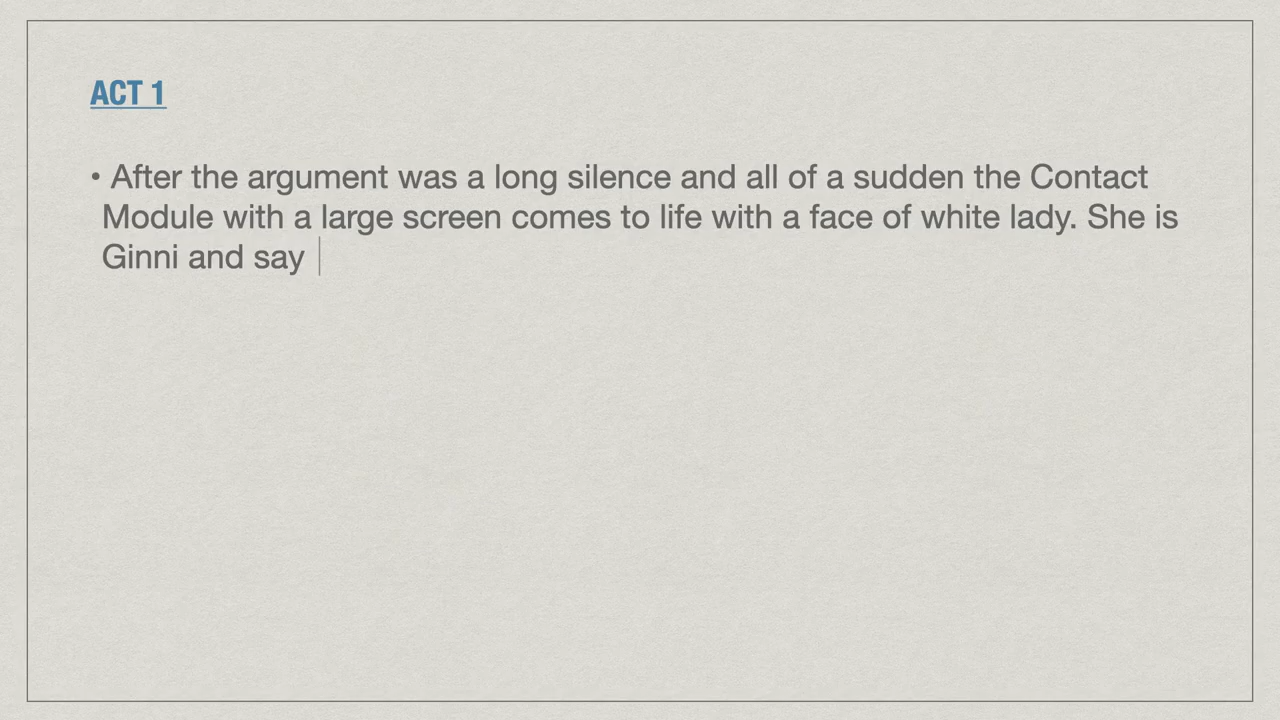 ACT 1
• After the argument was a long silence and all of a sudden the Contact
Module with a large screen comes to life with a face of white lady. She is
Ginni and say